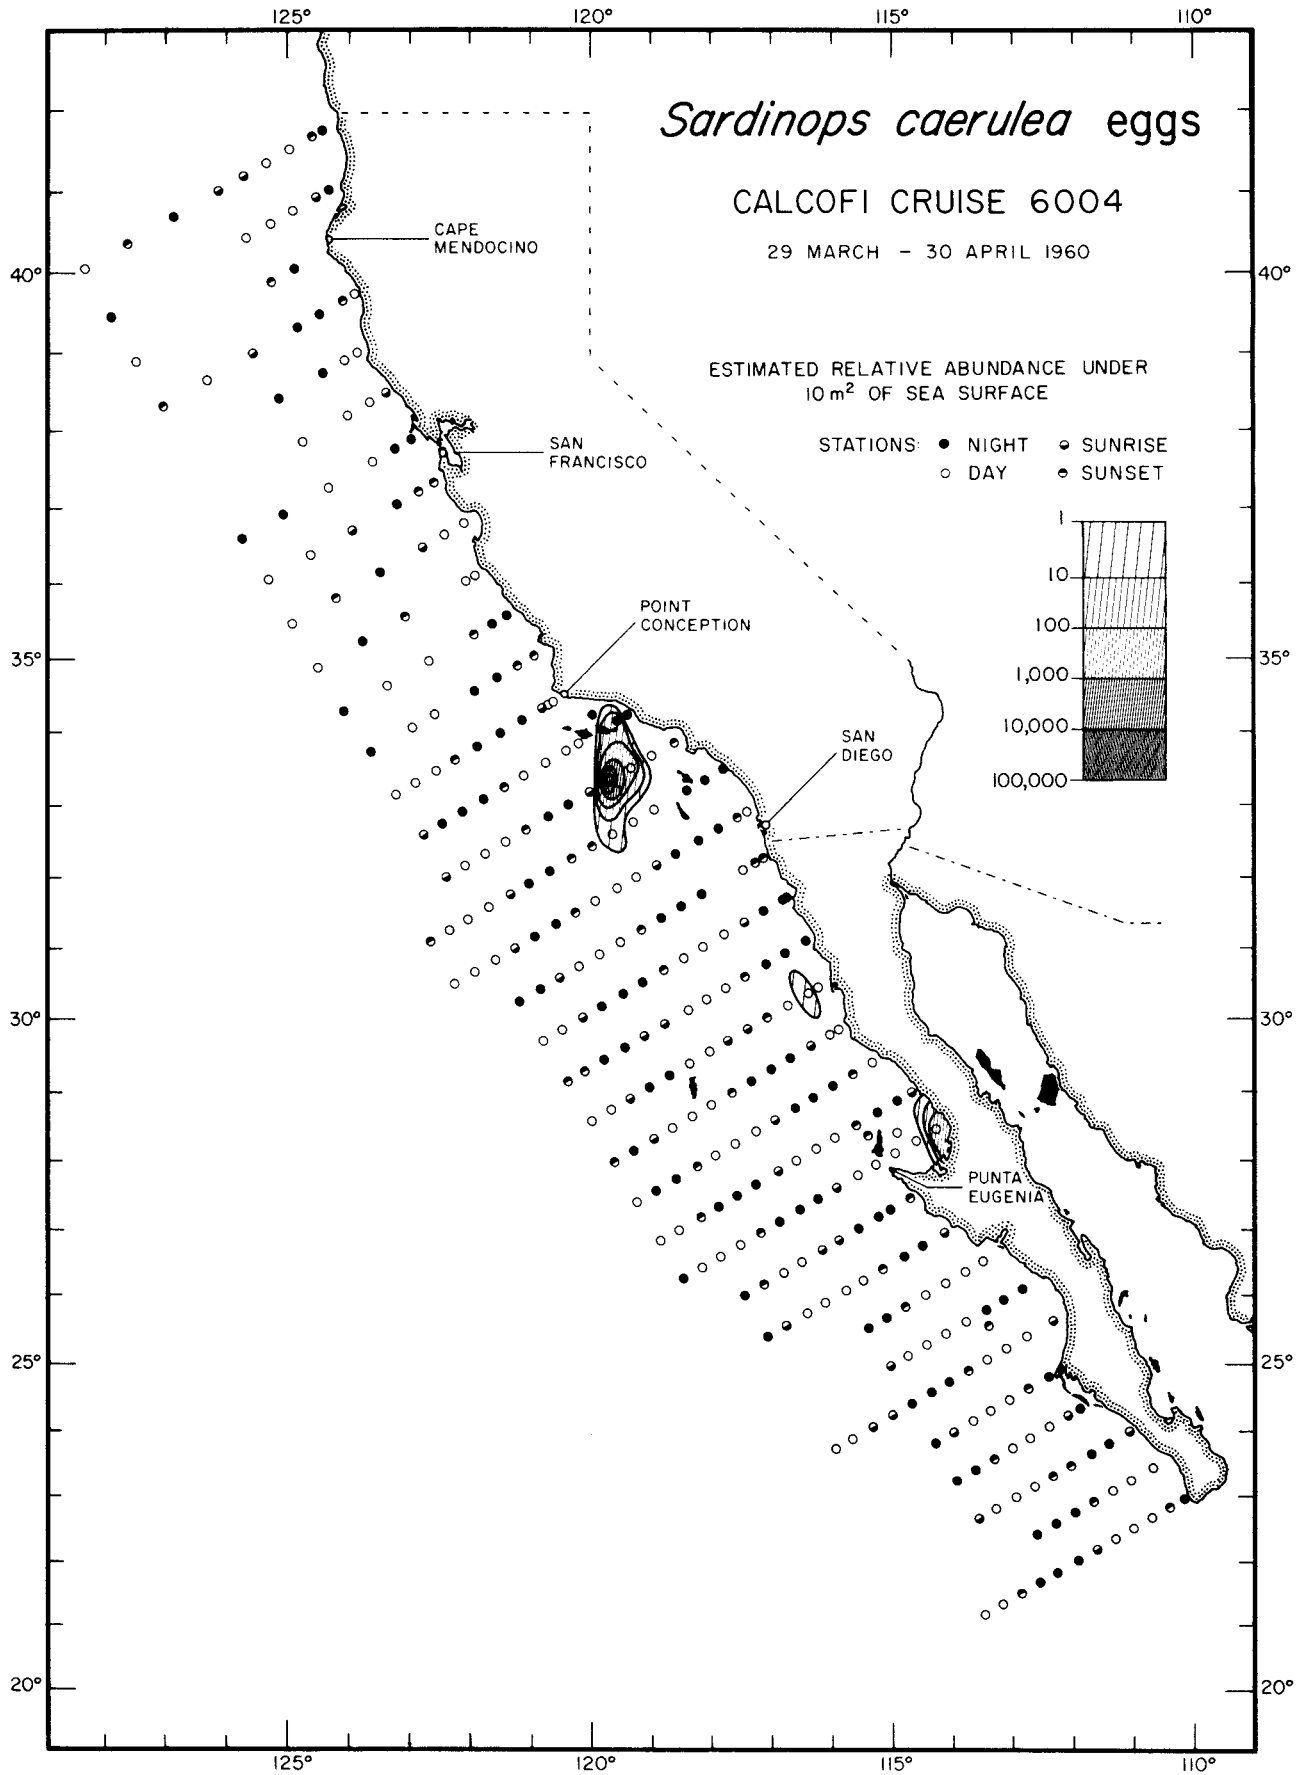 125° 120° 115° 110°
Sardinops caerulea eggs
CALCOFI CRUISE 6004
29 MARCH – 30 APRIL 1960
CAPE
MENDOCINO
40° 40°
ESTIMATED RELATIVE ABUNDANCE UNDER
10 m² OF SEA SURFACE
STATIONS: NIGHT SUNRISE
DAY SUNSET
SAN
FRANCISCO
1
10
100
1,000
10,000
100,000
POINT
CONCEPTION
35° 35°
SAN
DIEGO
30° 30°
PUNTA
EUGENIA
25° 25°
20° 20°
125° 120° 115° 110°